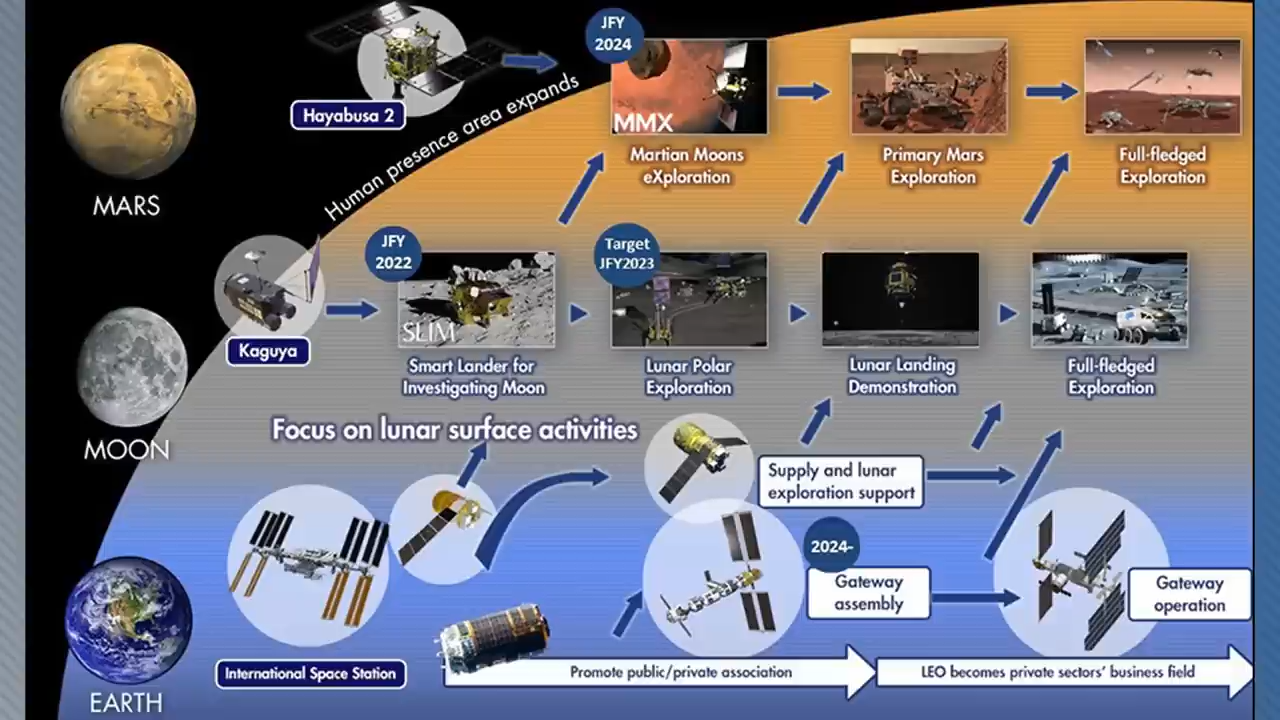 JFY
2024
Hayabusa 2
Human presence area expands
MMX
Martian Moons
eXploration
Primary Mars
Exploration
Full-fledged
Exploration
MARS
JFY
2022
Target
JFY2023
SLIM
Kaguya
Smart Lander for
Investigating Moon
Lunar Polar
Exploration
Lunar Landing
Demonstration
Full-fledged
Exploration
MOON
Focus on lunar surface activities
Supply and lunar
exploration support
2024-
Gateway
assembly
Gateway
operation
International Space Station
Promote public/private association
LEO becomes private sectors' business field
EARTH